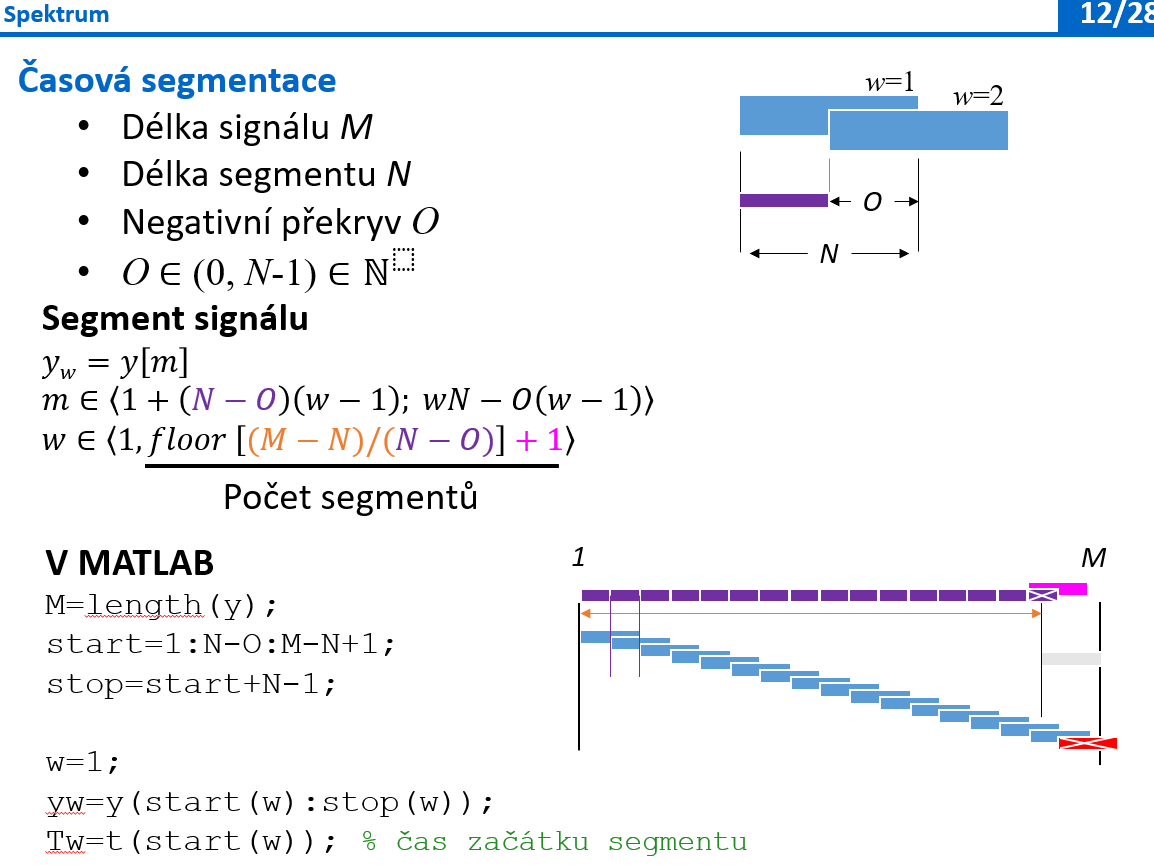 Spektrum
12/28
Časová segmentace
w=1
w=2
• Délka signálu M
• Délka segmentu N
• Negativní překryv O
• O ∈ (0, N-1) ∈ ℕ
O
N
Segment signálu
y_w = y[m]
m ∈ ⟨1 + (N − O)(w − 1); wN − O(w − 1)⟩
w ∈ ⟨1, floor [(M − N)/(N − O)] + 1⟩
Počet segmentů
V MATLAB
M=length(y);
start=1:N-O:M-N+1;
stop=start+N-1;
w=1;
yw=y(start(w):stop(w));
Tw=t(start(w)); % čas začátku segmentu
1
M